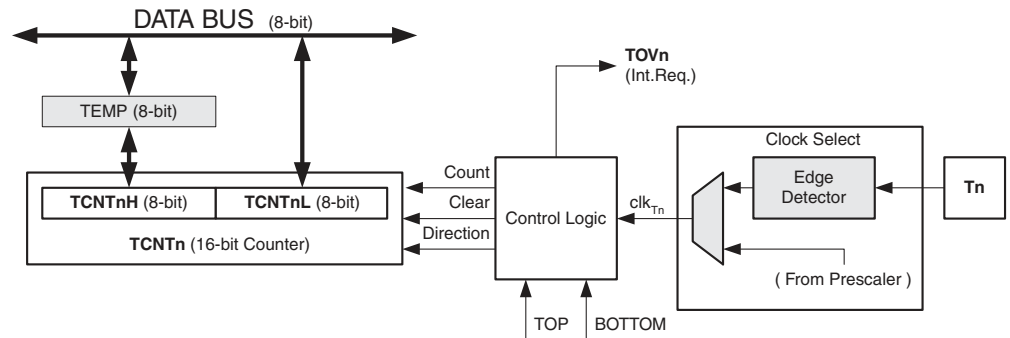 DATA BUS (8-bit)
TEMP (8-bit)
TCNTnH (8-bit)
TCNTnL (8-bit)
TCNTn (16-bit Counter)
Count
Clear
Direction
TOVn
(Int.Req.)
Control Logic
TOP
BOTTOM
clkTn
Clock Select
Edge
Detector
( From Prescaler )
Tn